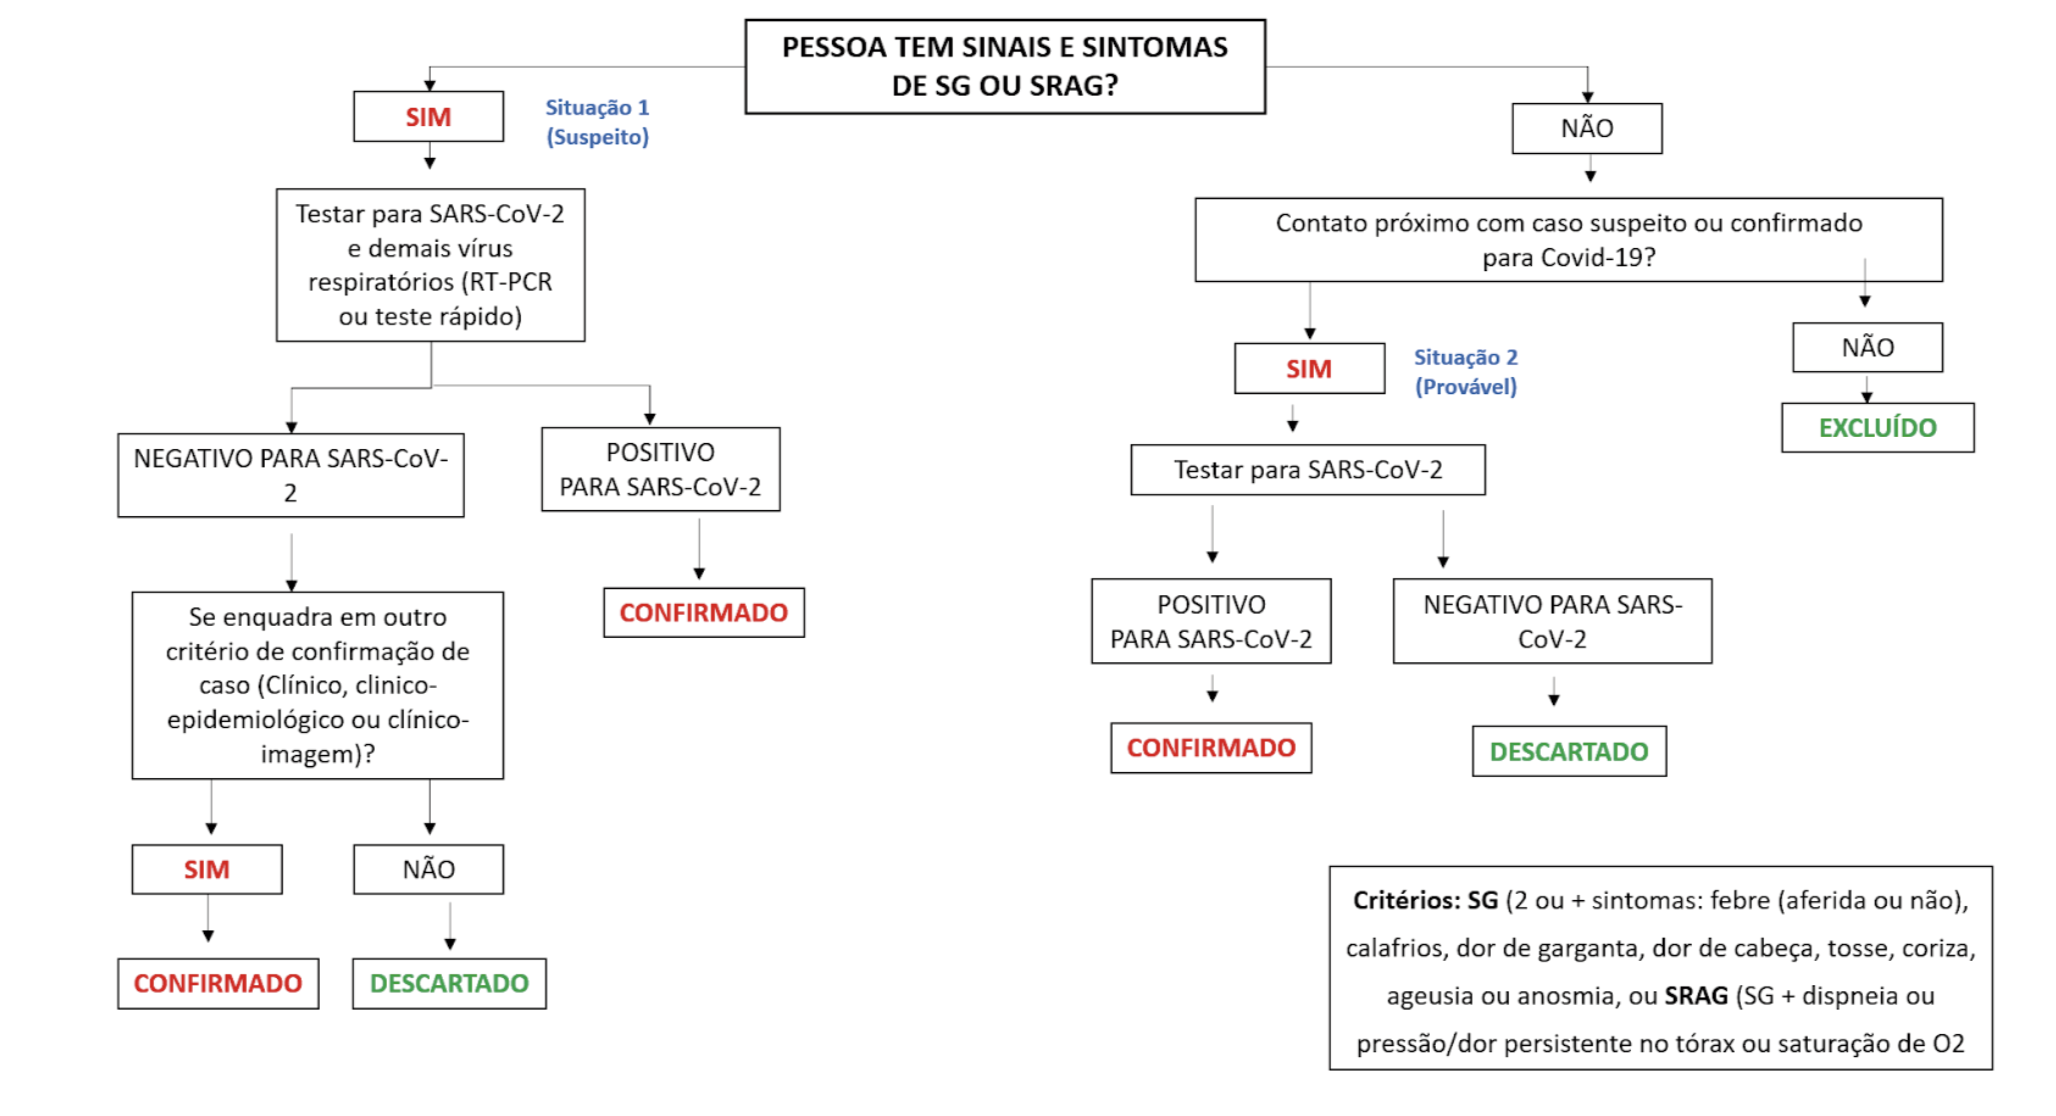 PESSOA TEM SINAIS E SINTOMAS
DE SG OU SRAG?
SIM
Situação 1
(Suspeito)
Testar para SARS-CoV-2
e demais vírus
respiratórios (RT-PCR
ou teste rápido)
NEGATIVO PARA SARS-CoV-
2
POSITIVO
PARA SARS-CoV-2
CONFIRMADO
Se enquadra em outro
critério de confirmação de
caso (Clínico, clinico-
epidemiológico ou clínico-
imagem)?
SIM
NÃO
CONFIRMADO
DESCARTADO
NÃO
Contato próximo com caso suspeito ou confirmado
para Covid-19?
SIM
Situação 2
(Provável)
NÃO
EXCLUÍDO
Testar para SARS-CoV-2
POSITIVO
PARA SARS-CoV-2
NEGATIVO PARA SARS-
CoV-2
CONFIRMADO
DESCARTADO
Critérios: SG (2 ou + sintomas: febre (aferida ou não),
calafrios, dor de garganta, dor de cabeça, tosse, coriza,
ageusia ou anosmia, ou SRAG (SG + dispneia ou
pressão/dor persistente no tórax ou saturação de O2